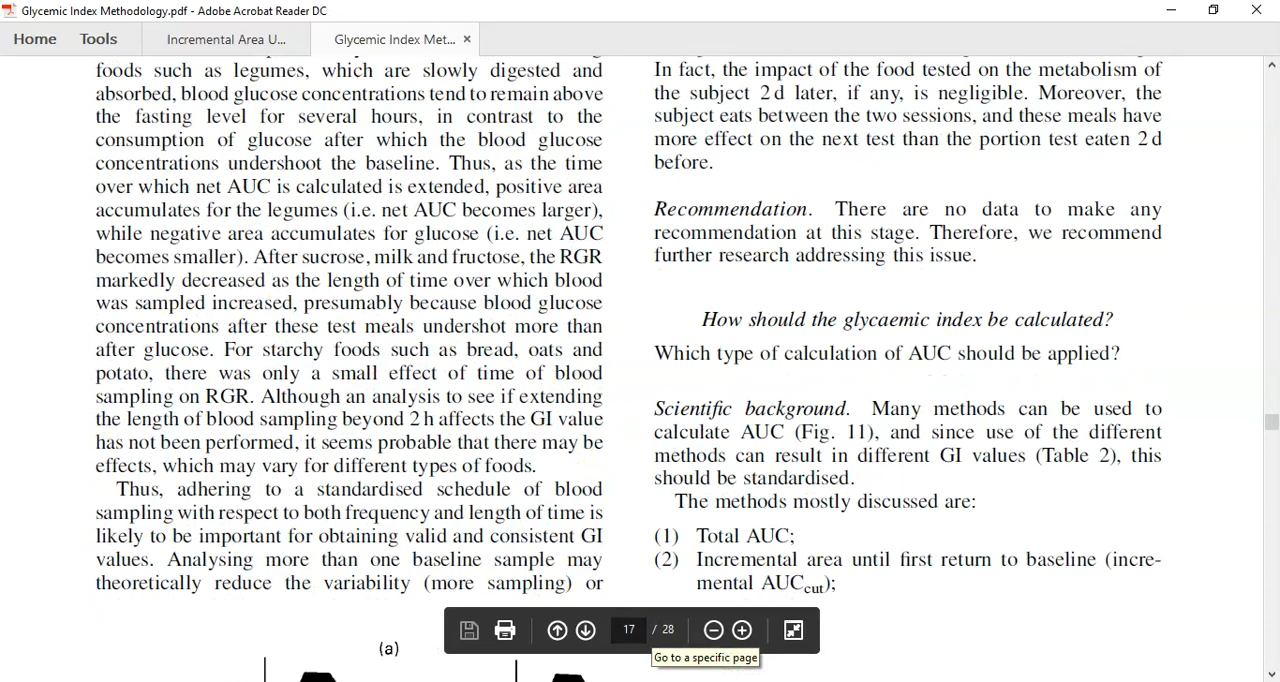 Glycemic Index Methodology.pdf - Adobe Acrobat Reader DC
Home Tools Incremental Area U... Glycemic Index Met... ×
foods such as legumes, which are slowly digested and
absorbed, blood glucose concentrations tend to remain above
the fasting level for several hours, in contrast to the
consumption of glucose after which the blood glucose
concentrations undershoot the baseline. Thus, as the time
over which net AUC is calculated is extended, positive area
accumulates for the legumes (i.e. net AUC becomes larger),
while negative area accumulates for glucose (i.e. net AUC
becomes smaller). After sucrose, milk and fructose, the RGR
markedly decreased as the length of time over which blood
was sampled increased, presumably because blood glucose
concentrations after these test meals undershot more than
after glucose. For starchy foods such as bread, oats and
potato, there was only a small effect of time of blood
sampling on RGR. Although an analysis to see if extending
the length of blood sampling beyond 2 h affects the GI value
has not been performed, it seems probable that there may be
effects, which may vary for different types of foods.
Thus, adhering to a standardised schedule of blood
sampling with respect to both frequency and length of time is
likely to be important for obtaining valid and consistent GI
values. Analysing more than one baseline sample may
theoretically reduce the variability (more sampling) or
(a)
In fact, the impact of the food tested on the metabolism of
the subject 2 d later, if any, is negligible. Moreover, the
subject eats between the two sessions, and these meals have
more effect on the next test than the portion test eaten 2 d
before.
Recommendation. There are no data to make any
recommendation at this stage. Therefore, we recommend
further research addressing this issue.
How should the glycaemic index be calculated?
Which type of calculation of AUC should be applied?
Scientific background. Many methods can be used to
calculate AUC (Fig. 11), and since use of the different
methods can result in different GI values (Table 2), this
should be standardised.
The methods mostly discussed are:
(1) Total AUC;
(2) Incremental area until first return to baseline (incre-
mental AUCcut);
17 / 28
Go to a specific page